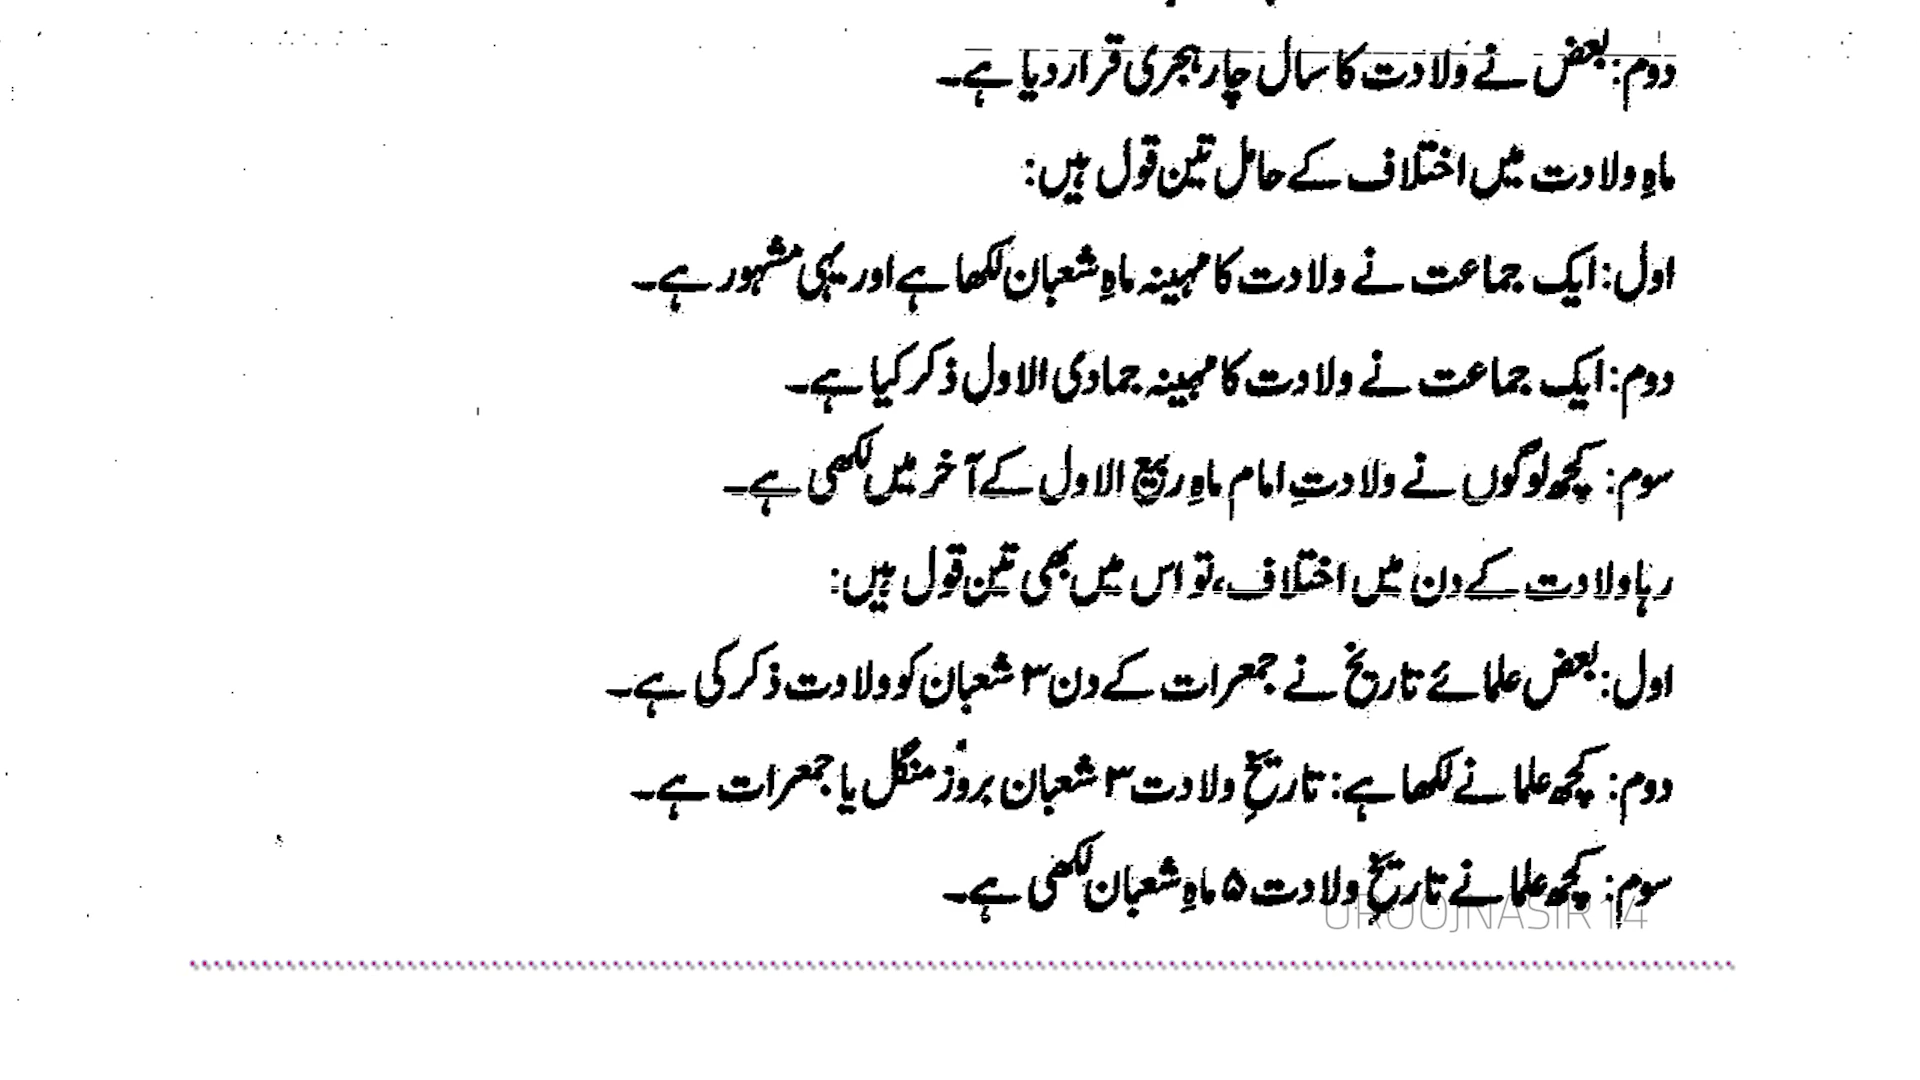 دوم: بعض نے ولادت کا سال چار ہجری قرار دیا ہے۔
ماہِ ولادت میں اختلاف کے حامل تین قول ہیں:
اول: ایک جماعت نے ولادت کا مہینہ ماہِ شعبان لکھا ہے اور یہی مشہور ہے۔
دوم: ایک جماعت نے ولادت کا مہینہ جمادی الاول ذکر کیا ہے۔
سوم: کچھ لوگوں نے ولادتِ امام ماہِ ربیع الاول کے آخر میں لکھی ہے۔
رہا ولادت کے دن میں اختلاف، تو اس میں بھی تین قول ہیں:
اول: بعض علمائے تاریخ نے جمعرات کے دن ۳ شعبان کو ولادت ذکر کی ہے۔
دوم: کچھ علما نے لکھا ہے: تاریخِ ولادت ۳ شعبان بروز منگل یا جمعرات ہے۔
سوم: کچھ علما نے تاریخِ ولادت ۵ ماہِ شعبان لکھی ہے۔
UROOJNASIR 14